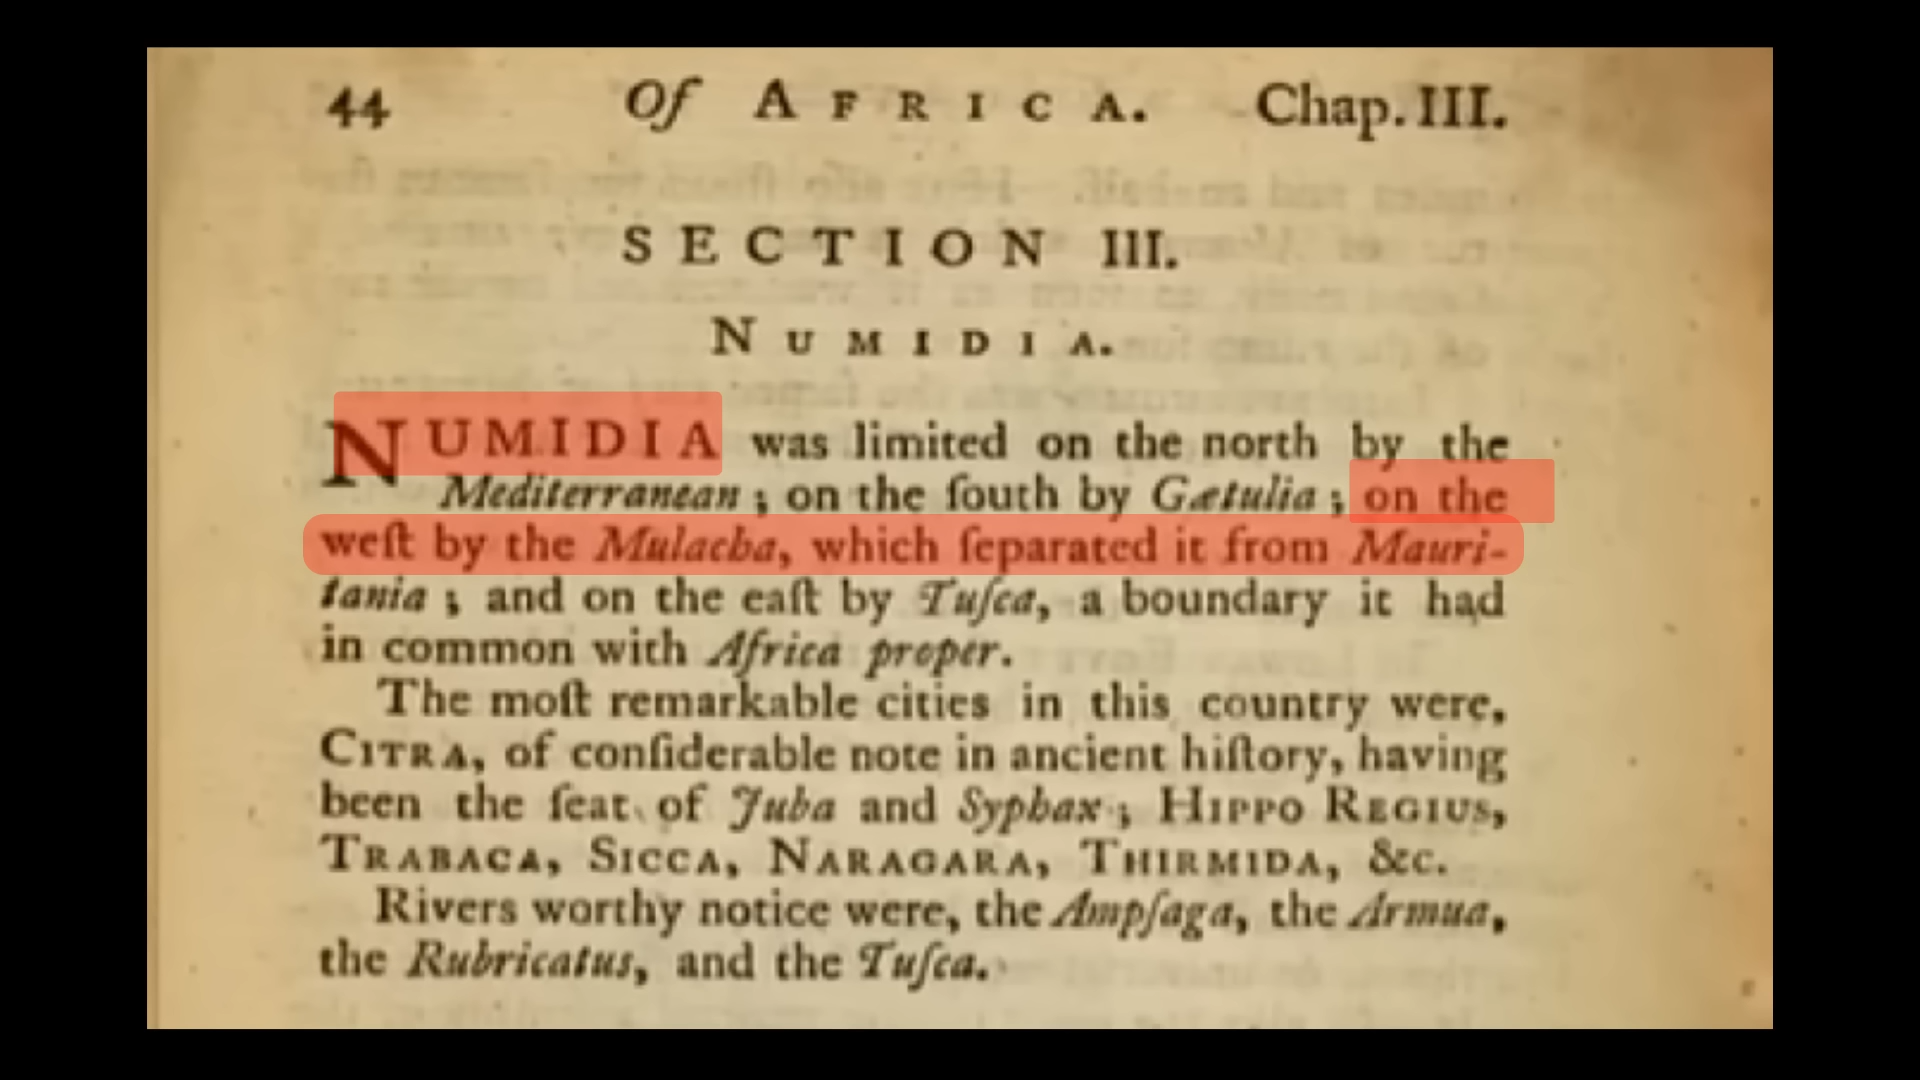 44 Of AFRICA. Chap. III.
SECTION III.
NUMIDIA.
NUMIDIA was limited on the north by the
Mediterranean ; on the ſouth by Gætulia ; on the
weſt by the Mulacha, which ſeparated it from Mauri-
tania ; and on the eaſt by Tuſca, a boundary it had
in common with Africa proper.
The moſt remarkable cities in this country were,
CITRA, of conſiderable note in ancient hiſtory, having
been the ſeat of Juba and Syphax ; HIPPO REGIUS,
TRABACA, SICCA, NARAGARA, THIRMIDA, &c.
Rivers worthy notice were, the Ampſaga, the Armua,
the Rubricatus, and the Tuſca.